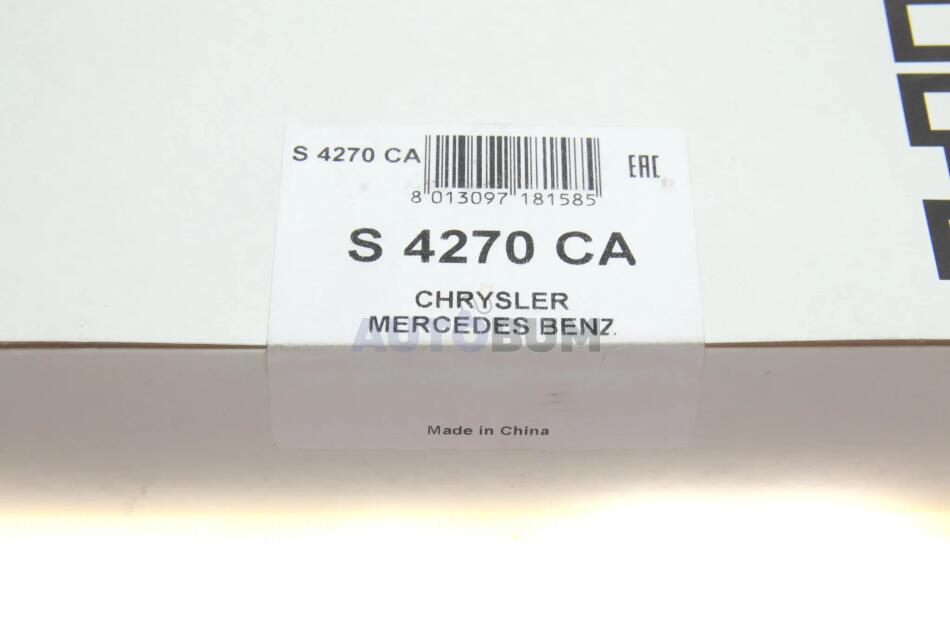 S 4270 CA
8 013097 181585
EAC
S 4270 CA
CHRYSLER
MERCEDES BENZ.
AUTOBUM
Made in China